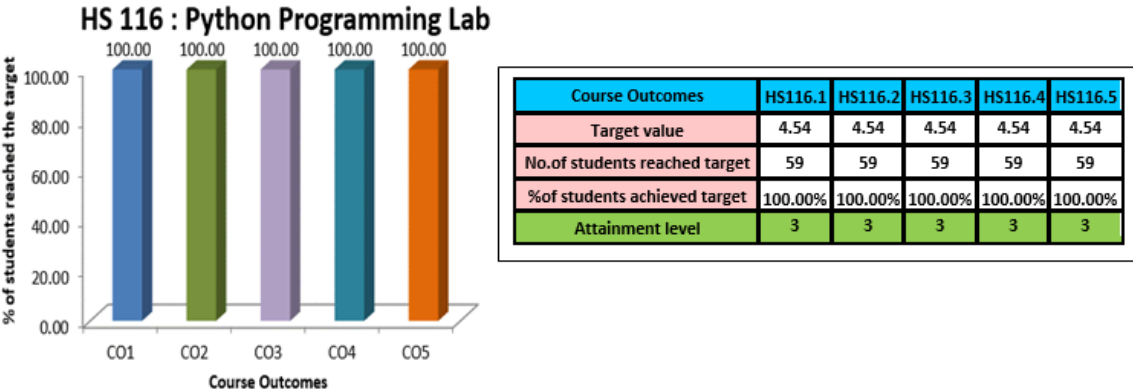 HS 116 : Python Programming Lab
100.00 100.00 100.00 100.00 100.00
% of students reached the target
100.00
80.00
60.00
40.00
20.00
0.00
CO1 CO2 CO3 CO4 CO5
Course Outcomes
Course Outcomes HS116.1 HS116.2 HS116.3 HS116.4 HS116.5
Target value 4.54 4.54 4.54 4.54 4.54
No.of students reached target 59 59 59 59 59
%of students achieved target 100.00% 100.00% 100.00% 100.00% 100.00%
Attainment level 3 3 3 3 3